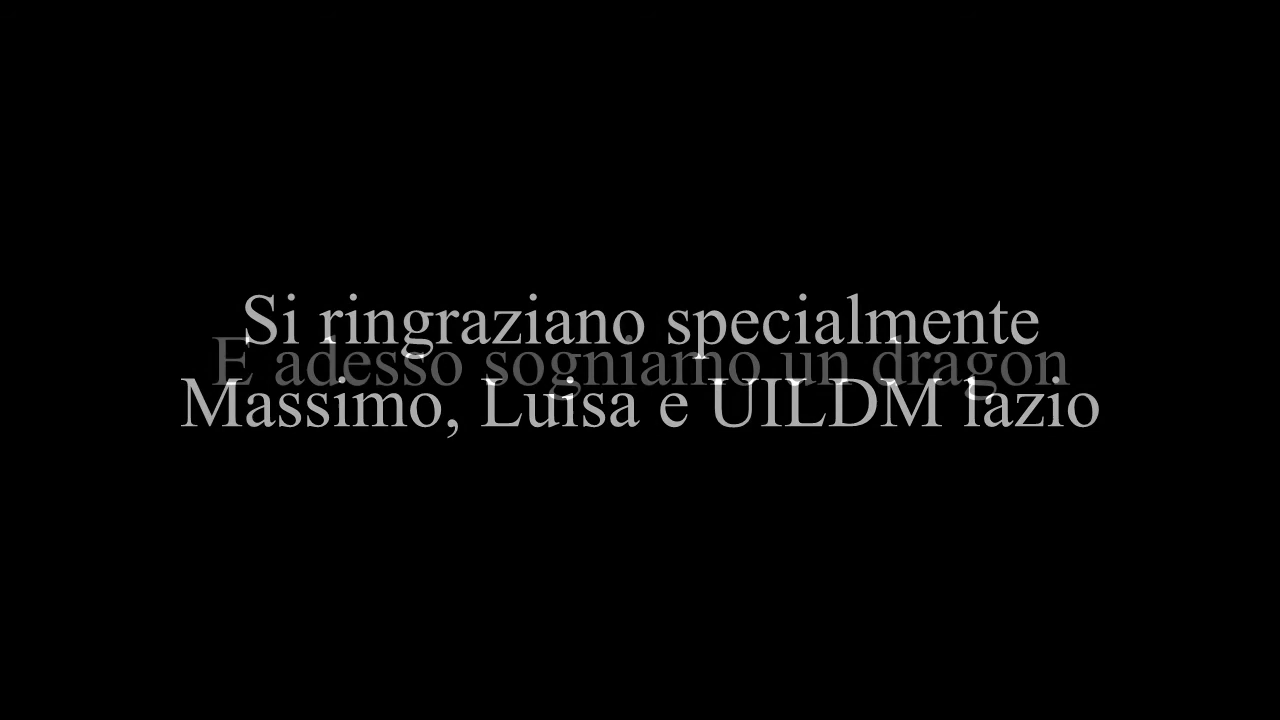 Si ringraziano specialmente
E adesso sogniamo un dragon
Massimo, Luisa e UILDM lazio